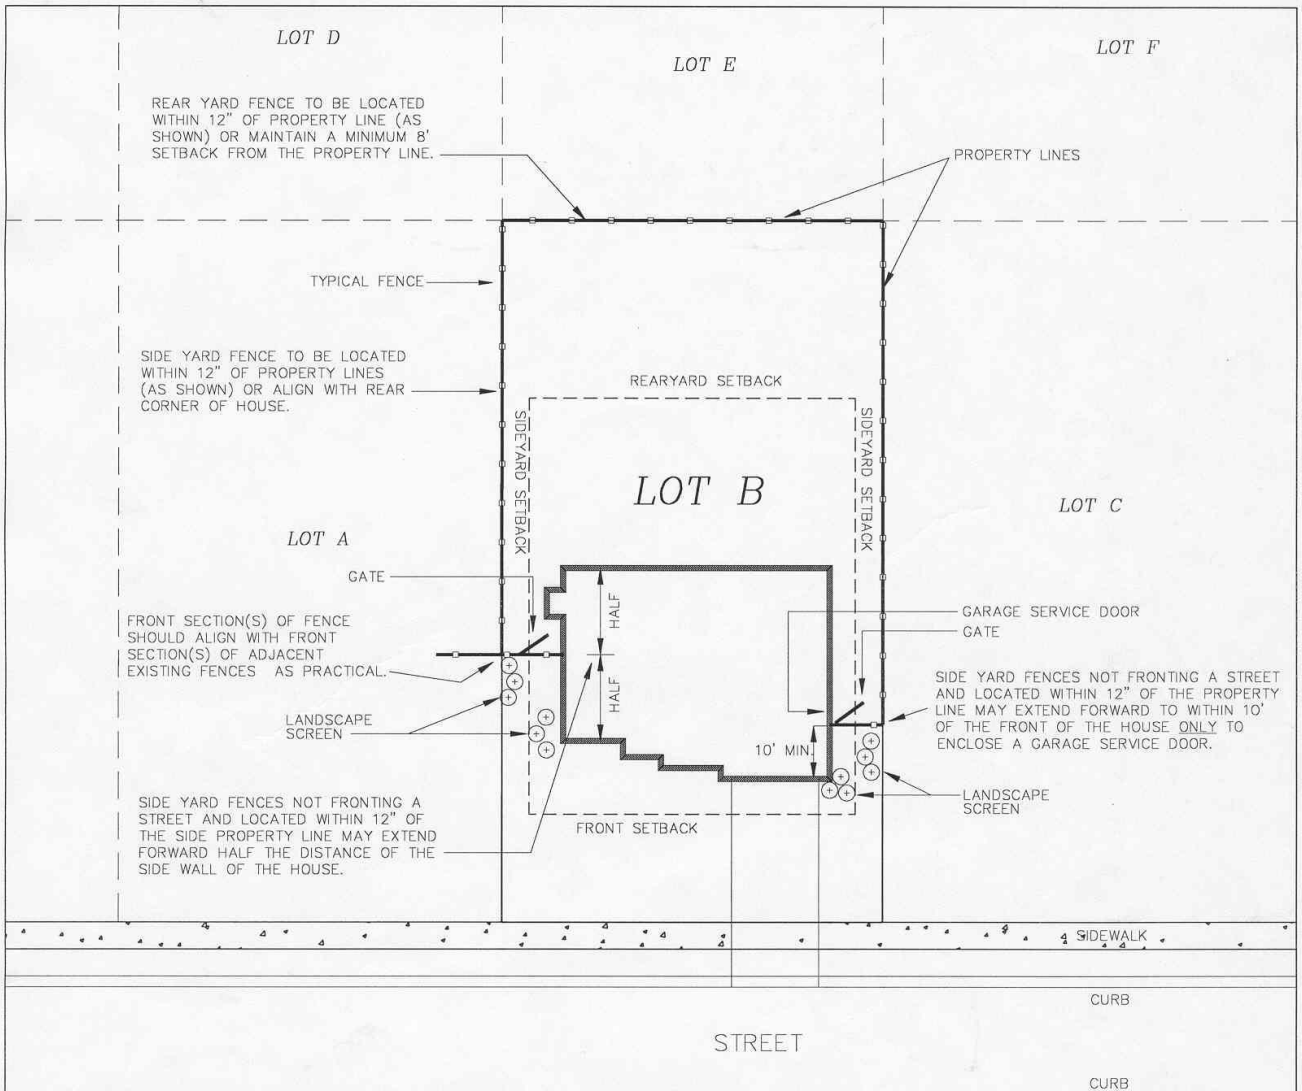 LOT D
LOT E
LOT F
REAR YARD FENCE TO BE LOCATED
WITHIN 12" OF PROPERTY LINE (AS
SHOWN) OR MAINTAIN A MINIMUM 8'
SETBACK FROM THE PROPERTY LINE.
PROPERTY LINES
TYPICAL FENCE
SIDE YARD FENCE TO BE LOCATED
WITHIN 12" OF PROPERTY LINES
(AS SHOWN) OR ALIGN WITH REAR
CORNER OF HOUSE.
REARYARD SETBACK
SIDEYARD SETBACK
SIDEYARD SETBACK
LOT B
LOT A
LOT C
GATE
HALF
GARAGE SERVICE DOOR
GATE
FRONT SECTION(S) OF FENCE
SHOULD ALIGN WITH FRONT
SECTION(S) OF ADJACENT
EXISTING FENCES AS PRACTICAL.
HALF
SIDE YARD FENCES NOT FRONTING A STREET
AND LOCATED WITHIN 12" OF THE PROPERTY
LINE MAY EXTEND FORWARD TO WITHIN 10'
OF THE FRONT OF THE HOUSE ONLY TO
ENCLOSE A GARAGE SERVICE DOOR.
LANDSCAPE
SCREEN
10' MIN.
LANDSCAPE
SCREEN
SIDE YARD FENCES NOT FRONTING A
STREET AND LOCATED WITHIN 12" OF
THE SIDE PROPERTY LINE MAY EXTEND
FORWARD HALF THE DISTANCE OF THE
SIDE WALL OF THE HOUSE.
FRONT SETBACK
SIDEWALK
CURB
STREET
CURB